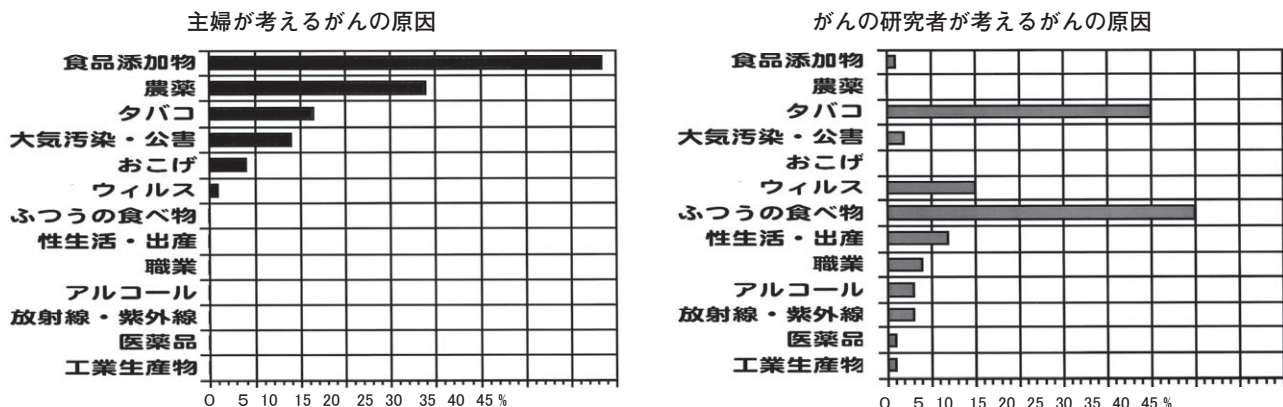 主婦が考えるがんの原因
食品添加物
農薬
タバコ
大気汚染・公害
おこげ
ウィルス
ふつうの食べ物
性生活・出産
職業
アルコール
放射線・紫外線
医薬品
工業生産物
0 5 10 15 20 25 30 35 40 45 %
がんの研究者が考えるがんの原因
食品添加物
農薬
タバコ
大気汚染・公害
おこげ
ウィルス
ふつうの食べ物
性生活・出産
職業
アルコール
放射線・紫外線
医薬品
工業生産物
0 5 10 15 20 25 30 35 40 45 %